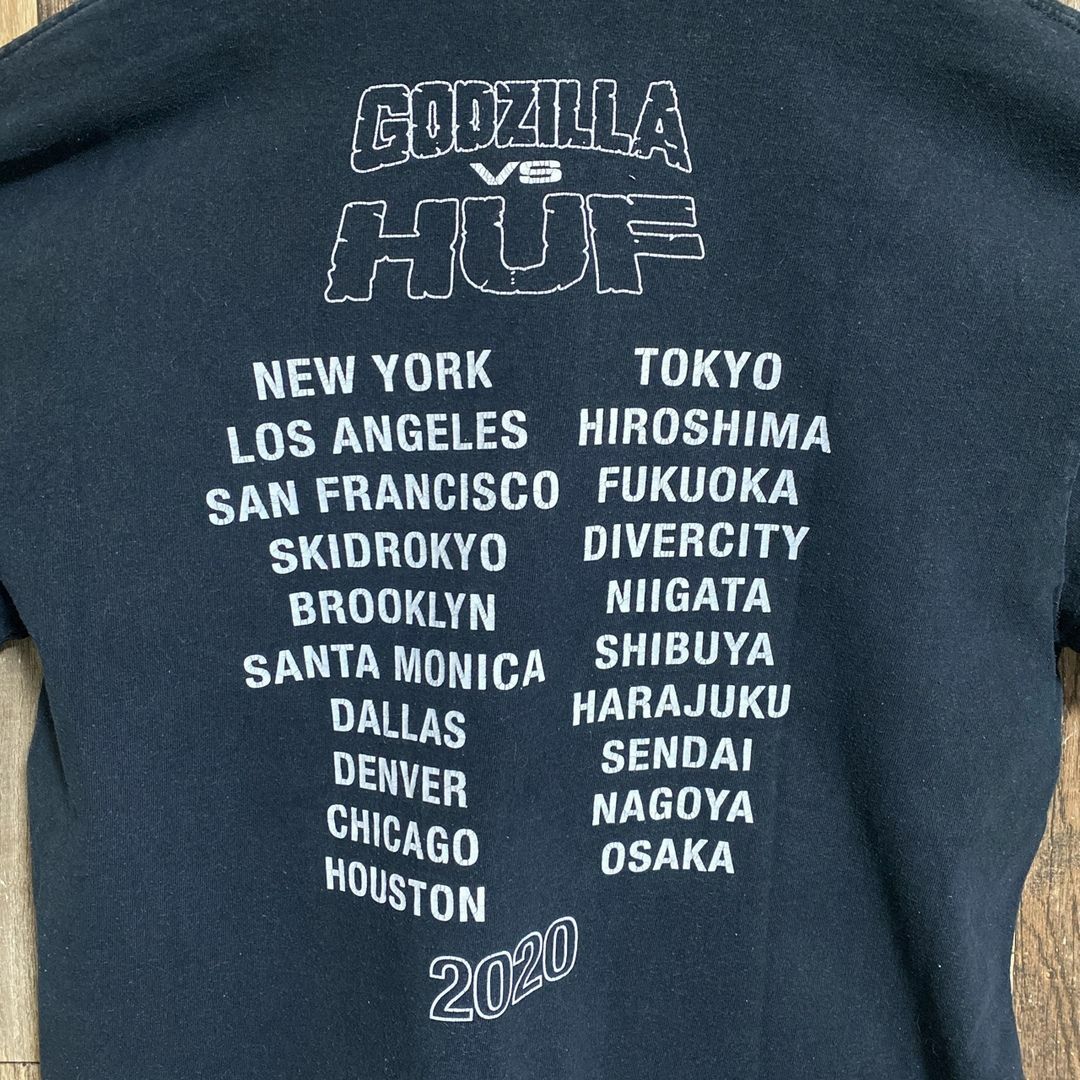 GODZILLA
VS
HUF
NEW YORK
LOS ANGELES
SAN FRANCISCO
SKIDROKYO
BROOKLYN
SANTA MONICA
DALLAS
DENVER
CHICAGO
HOUSTON
TOKYO
HIROSHIMA
FUKUOKA
DIVERCITY
NIIGATA
SHIBUYA
HARAJUKU
SENDAI
NAGOYA
OSAKA
2020